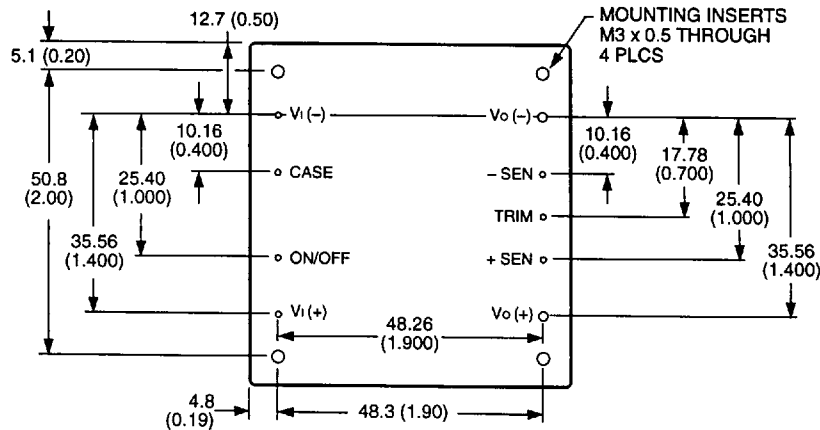 12.7 (0.50)
5.1 (0.20)
MOUNTING INSERTS
M3 x 0.5 THROUGH
4 PLCS
VI (–)
VO (–)
10.16
(0.400)
10.16
(0.400)
CASE
– SEN
17.78
(0.700)
50.8
(2.00)
25.40
(1.000)
TRIM
25.40
(1.000)
35.56
(1.400)
ON/OFF
+ SEN
35.56
(1.400)
VI (+)
VO (+)
48.26
(1.900)
4.8
(0.19)
48.3 (1.90)